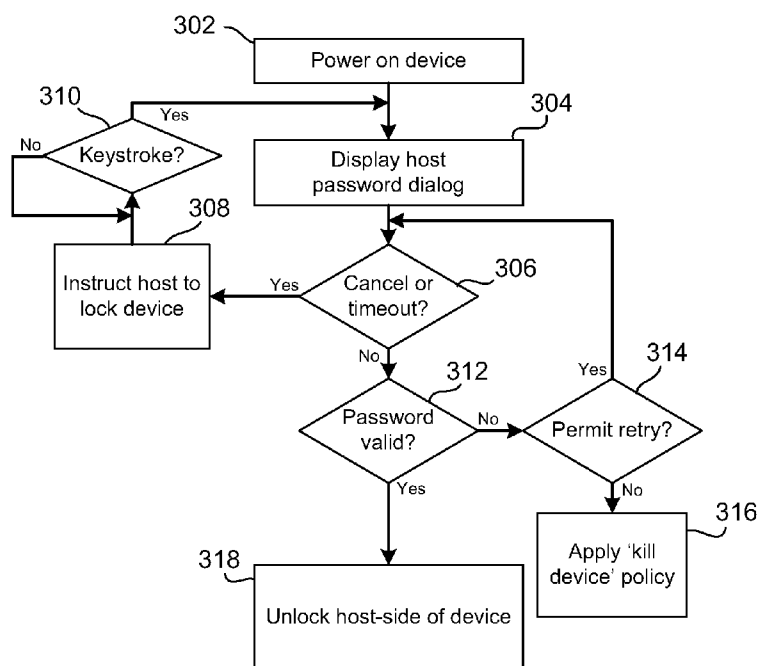 302
Power on device
310
Yes
304
No
Keystroke?
Display host
password dialog
308
306
Instruct host to
lock device
Yes
Cancel or
timeout?
No
312
Yes
314
Password
valid?
No
Permit retry?
Yes
No
316
Apply ‘kill
device’ policy
318
Unlock host-side of device